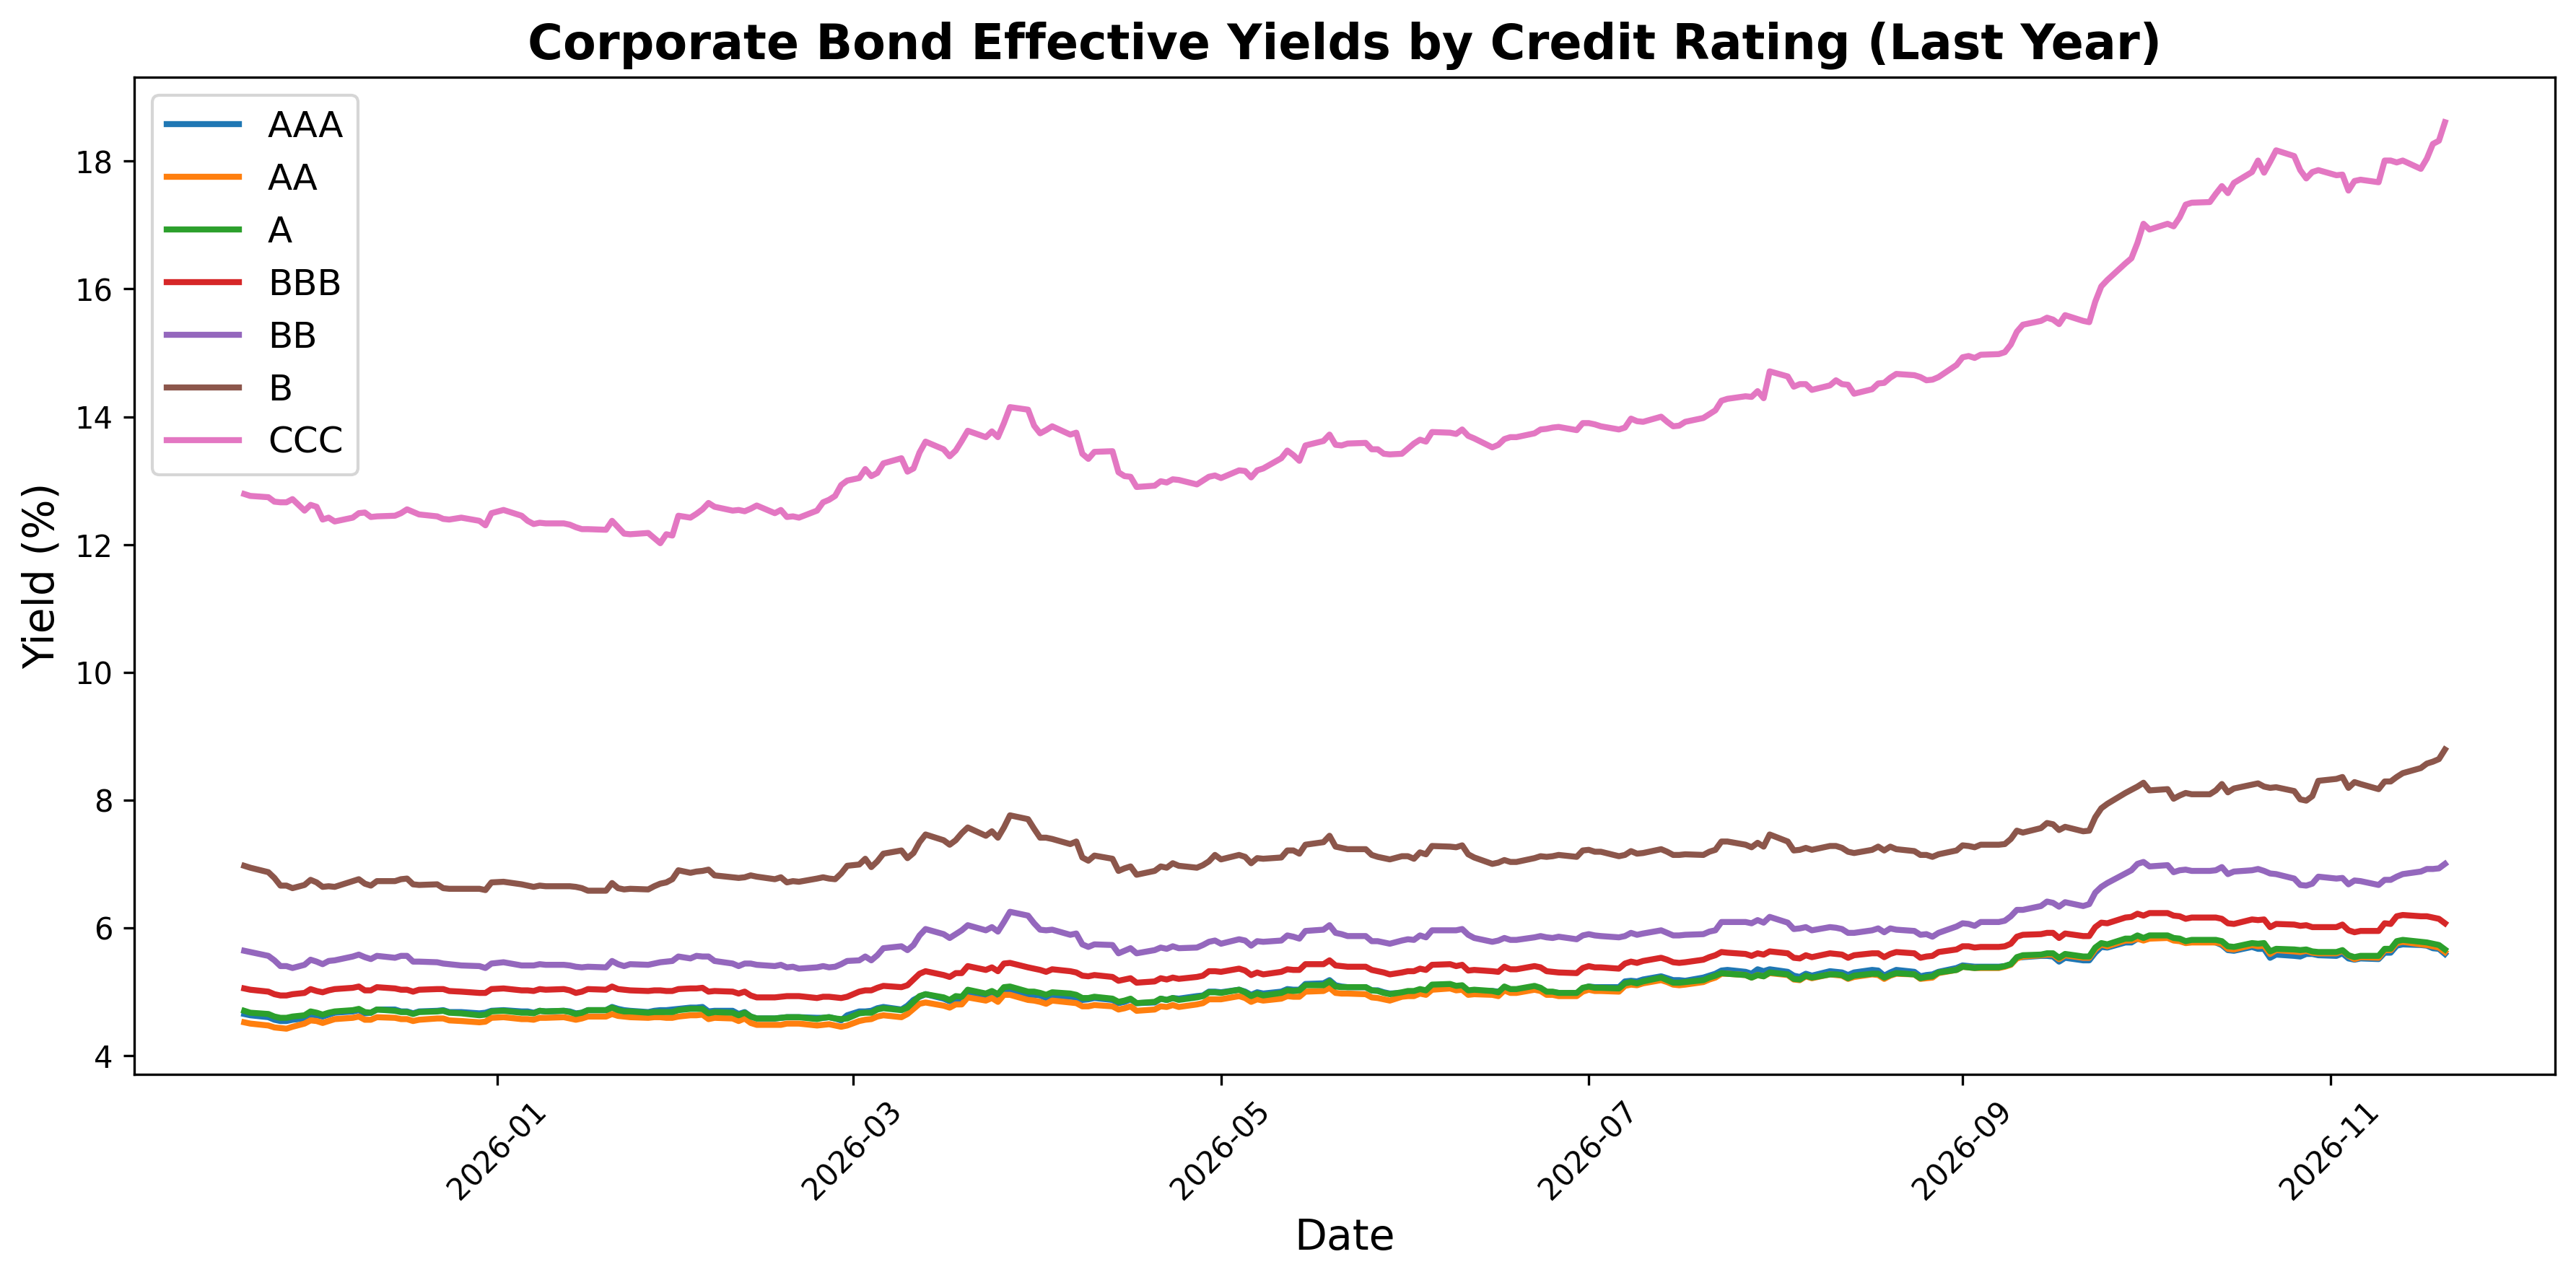 Corporate Bond Effective Yields by Credit Rating (Last Year)
AAA
AA
A
BBB
BB
B
CCC
18
16
14
12
10
8
6
4
Yield (%)
2026-01
2026-03
2026-05
2026-07
2026-09
2026-11
Date